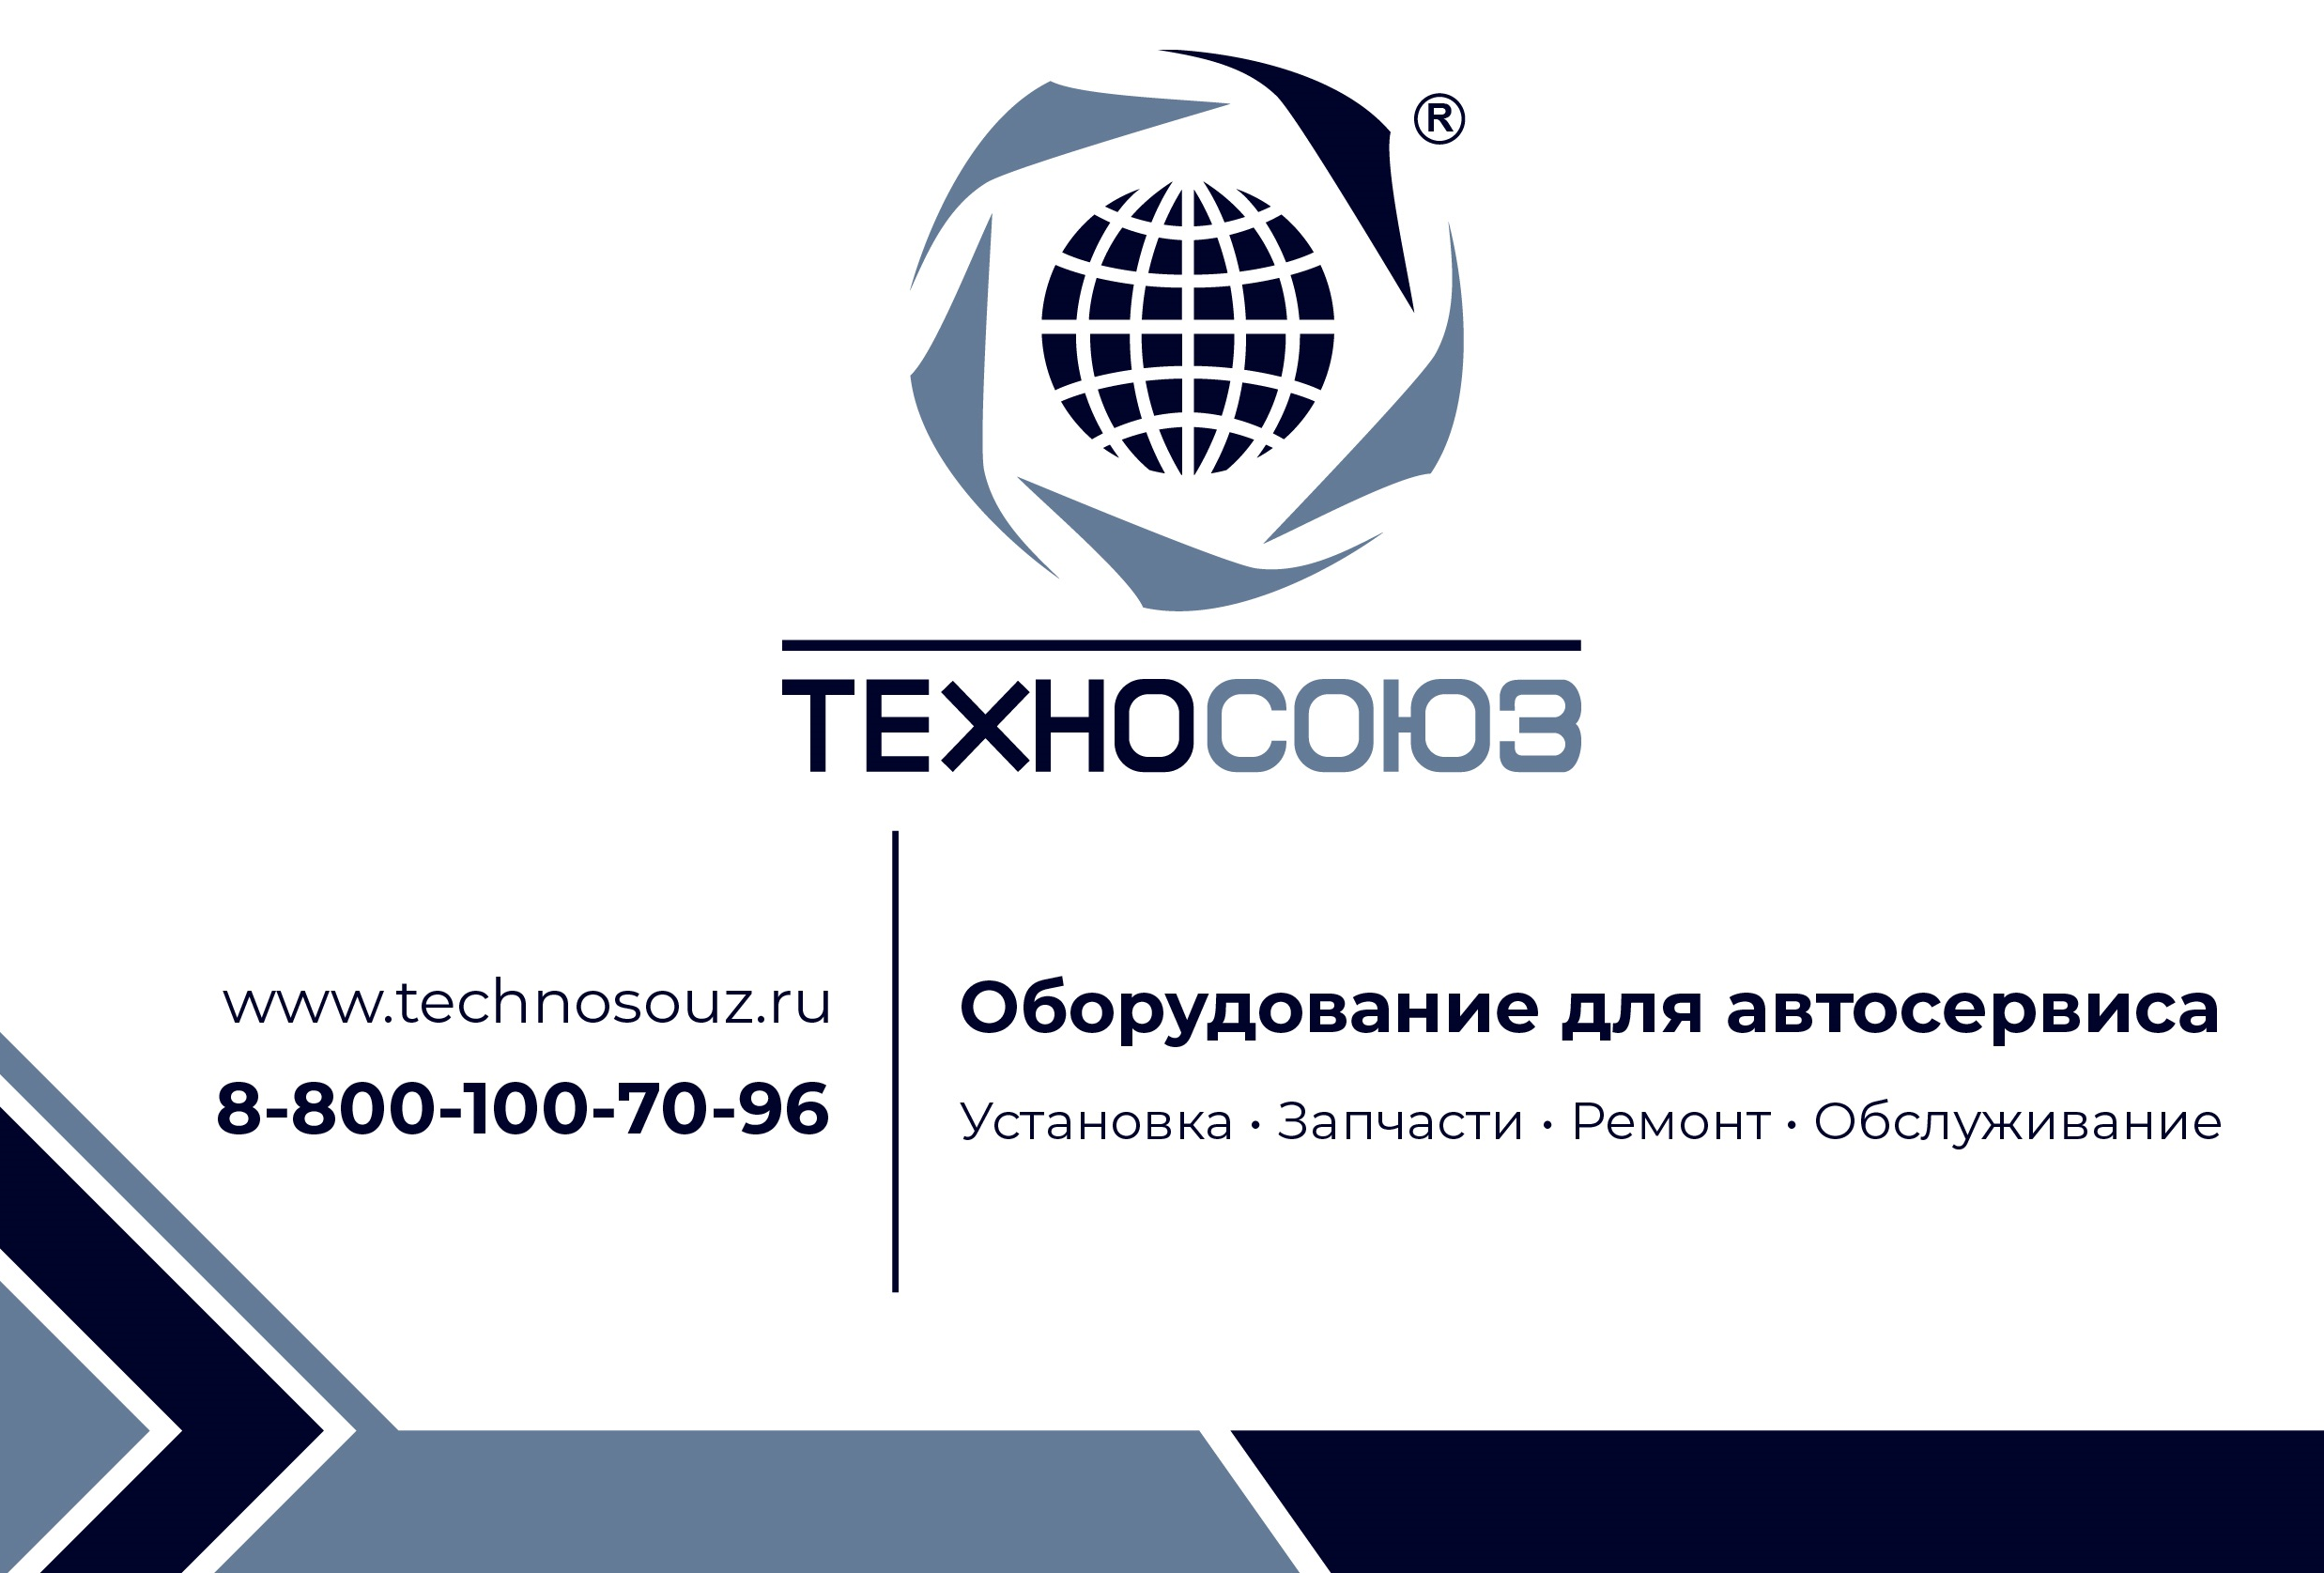 ®
ТЕХНОСОЮЗ
www.technosouz.ru
8-800-100-70-96
Оборудование для автосервиса
Установка • Запчасти • Ремонт • Обслуживание